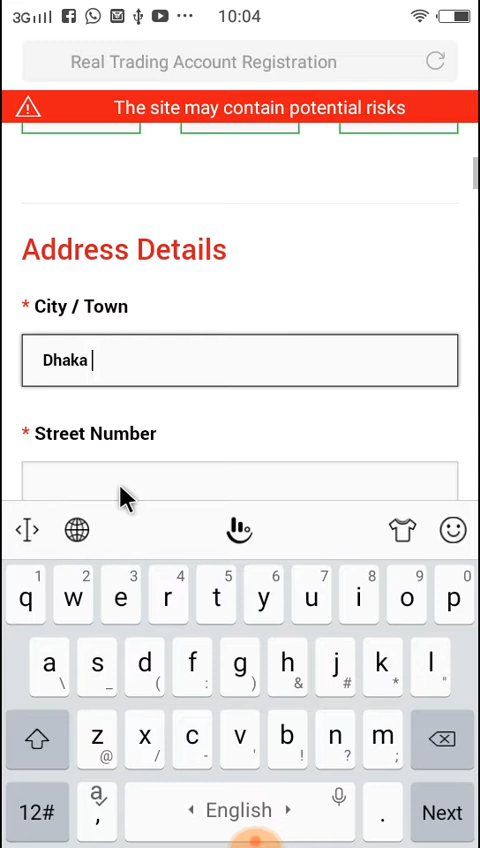 3G 10:04
Real Trading Account Registration
The site may contain potential risks
Address Details
* City / Town
Dhaka
* Street Number
1 2 3 4 5 6 7 8 9 0
q w e r t y u i o p
a s d f g h j k l
\ _ ( : ) & # * "
z x c v b n m
@ / - ' ! ? ;
12# a , English . Next